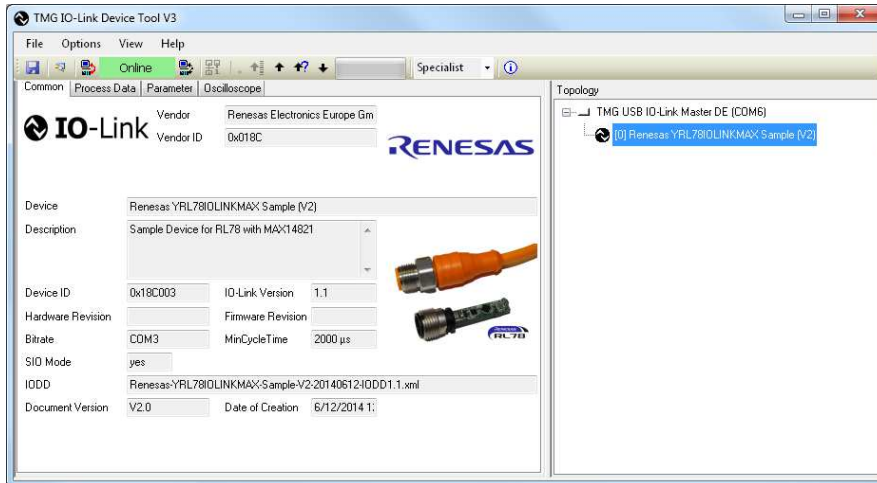 TMG IO-Link Device Tool V3
File Options View Help
Online Specialist
Common Process Data Parameter Oscilloscope
IO-Link
Vendor Renesas Electronics Europe Gm
Vendor ID 0x018C
RENESAS
Device Renesas YRL78IOLINKMAX Sample (V2)
Description Sample Device for RL78 with MAX14821
Device ID 0x18C003 IO-Link Version 1.1
Hardware Revision Firmware Revision
Bitrate COM3 MinCycleTime 2000 µs
RENESAS
RL78
SIO Mode yes
IODD Renesas-YRL78IOLINKMAX-Sample-V2-20140612-IODD1.1.xml
Document Version V2.0 Date of Creation 6/12/2014 1:
Topology
TMG USB IO-Link Master DE (COM6)
[0] Renesas YRL78IOLINKMAX Sample (V2)